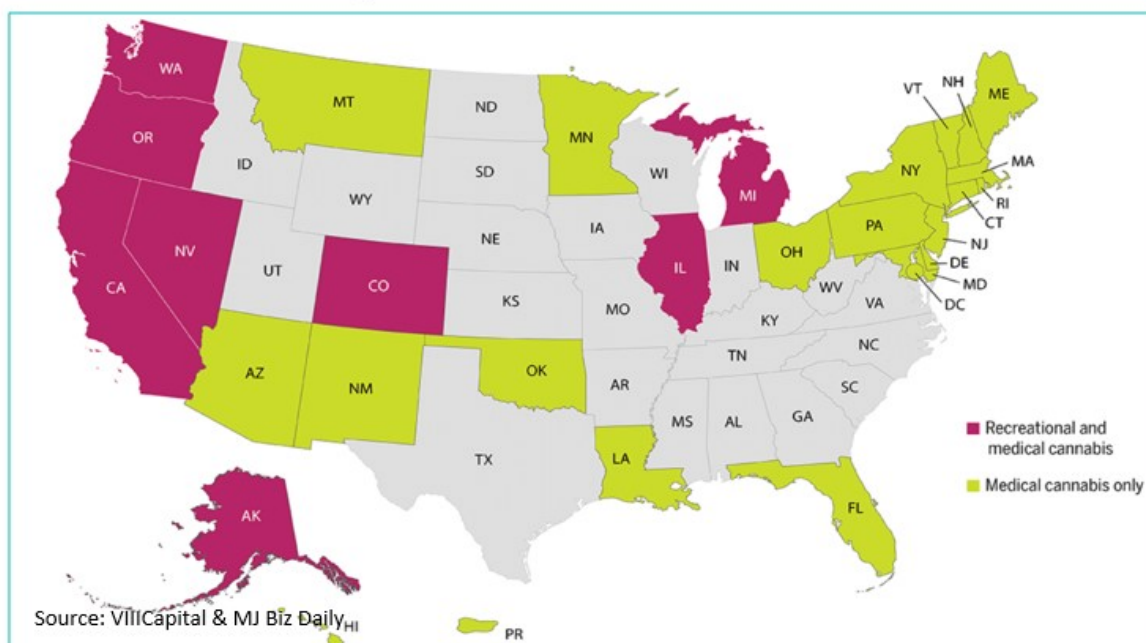 WA
MT
ND
MN
VT
NH
ME
OR
ID
SD
WI
MI
NY
MA
WY
RI
CT
IA
PA
NE
NJ
NV
OH
IL
IN
DE
UT
CO
MD
CA
WV
DC
VA
KS
MO
KY
NC
TN
OK
AZ
NM
AR
SC
MS
AL
GA
Recreational and
medical cannabis
TX
LA
Medical cannabis only
FL
AK
Source: VIIICapital & MJ Biz Daily
HI
PR